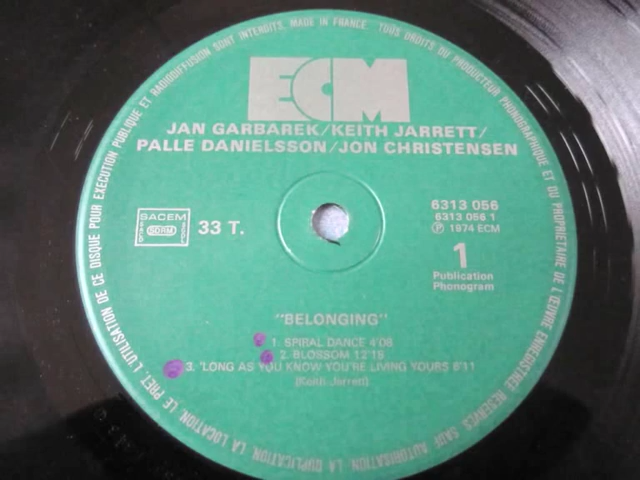 ECM
JAN GARBAREK/KEITH JARRETT/
PALLE DANIELSSON/JON CHRISTENSEN
SACEM
SDRM
33 T.
6313 056
6313 056 1
Ⓟ 1974 ECM
1
Publication
Phonogram
"BELONGING"
1. SPIRAL DANCE 4'08
2. BLOSSOM 12'18
3. 'LONG AS YOU KNOW YOU'RE LIVING YOURS 6'11
(Keith Jarrett)
TOUS DROITS DU PRODUCTEUR PHONOGRAPHIQUE ET DU PROPRIETAIRE DE L'ŒUVRE ENREGISTREE RESERVES SAUF AUTORISATION LA DUPLICATION, LA LOCATION, LE PRET, L'UTILISATION DE CE DISQUE POUR EXECUTION PUBLIQUE ET RADIODIFFUSION SONT INTERDITS. MADE IN FRANCE